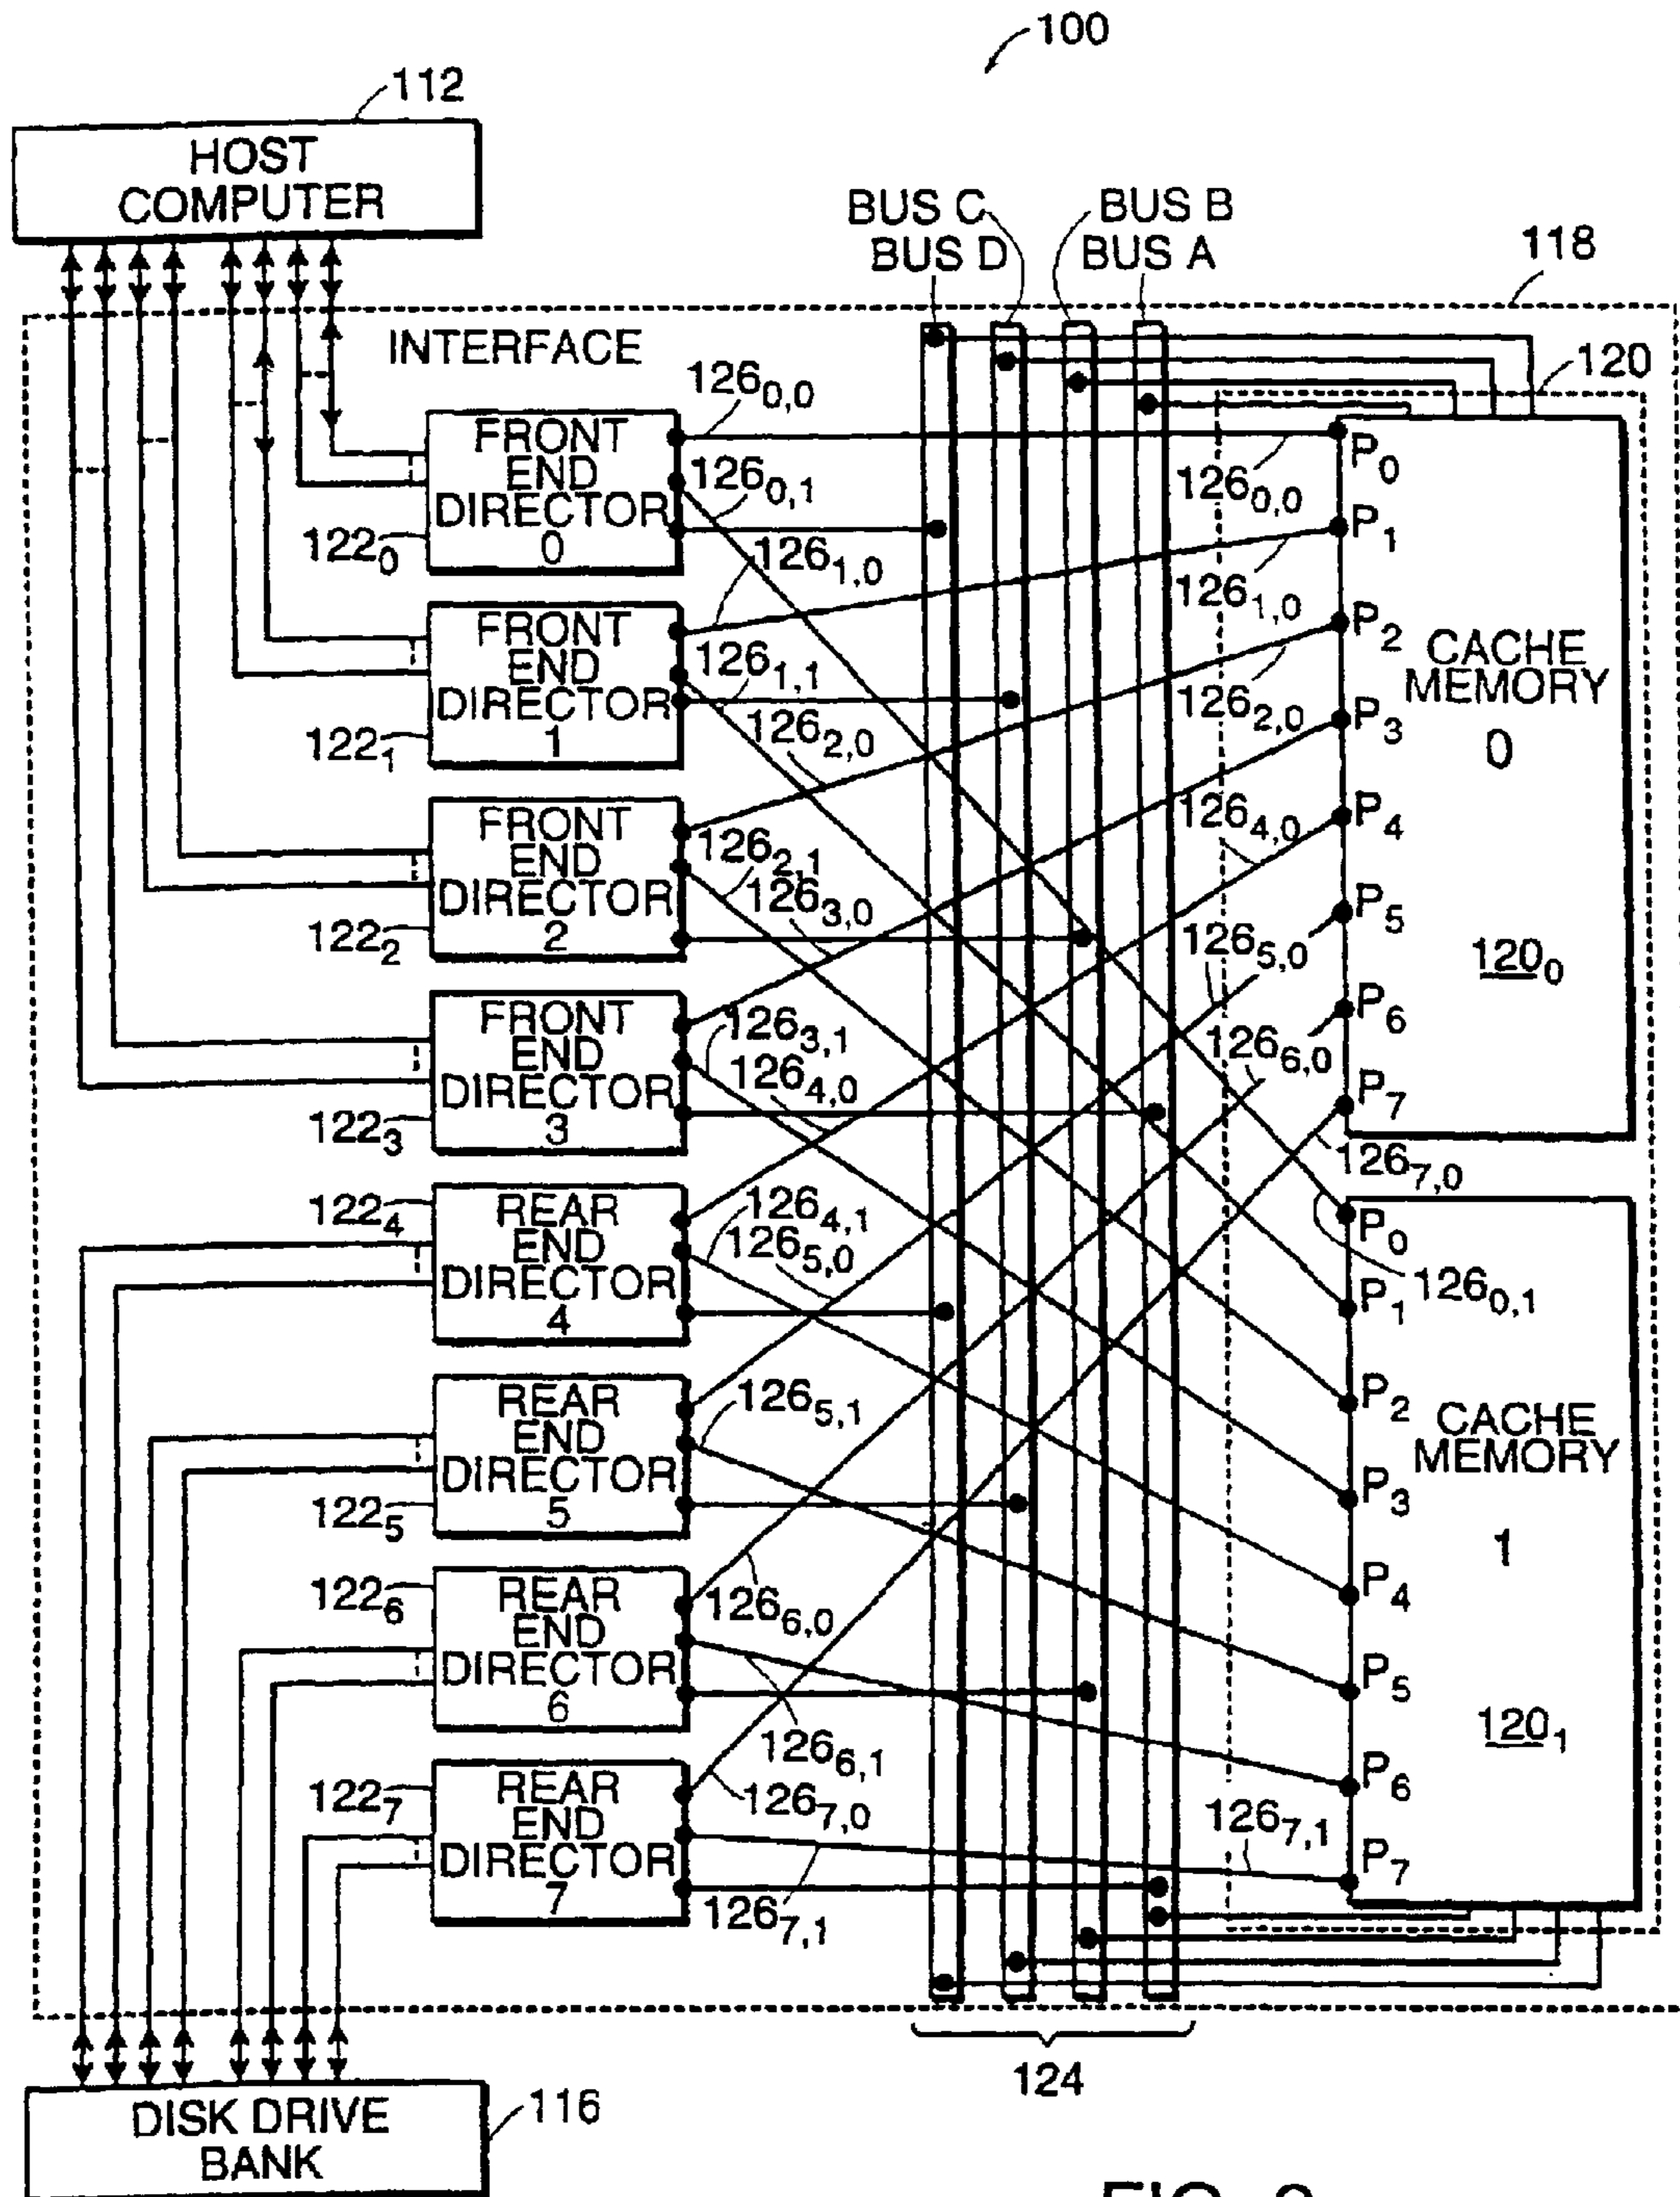 100
112
HOST
COMPUTER
BUS C
BUS B
BUS D
BUS A
118
INTERFACE
120
126₀,₀
FRONT
END
DIRECTOR
0
122₀
126₀,₁
P₀
126₀,₀
P₁
126₁,₀
126₁,₀
FRONT
END
DIRECTOR
1
122₁
126₁,₁
126₂,₀
P₂
CACHE
MEMORY
0
126₂,₀
P₃
FRONT
END
DIRECTOR
2
122₂
126₂,₁
126₃,₀
126₄,₀
P₄
P₅
126₅,₀
120₀
P₆
FRONT
END
DIRECTOR
3
122₃
126₃,₁
126₄,₀
126₆,₀
P₇
126₇,₀
122₄
REAR
END
DIRECTOR
4
126₄,₁
126₅,₀
P₀
126₀,₁
P₁
REAR
END
DIRECTOR
5
122₅
126₅,₁
P₂
CACHE
MEMORY
1
P₃
122₆
REAR
END
DIRECTOR
6
126₆,₀
P₄
P₅
120₁
126₆,₁
P₆
122₇
REAR
END
DIRECTOR
7
126₇,₀
126₇,₁
126₇,₁
P₇
124
DISK DRIVE
BANK
116